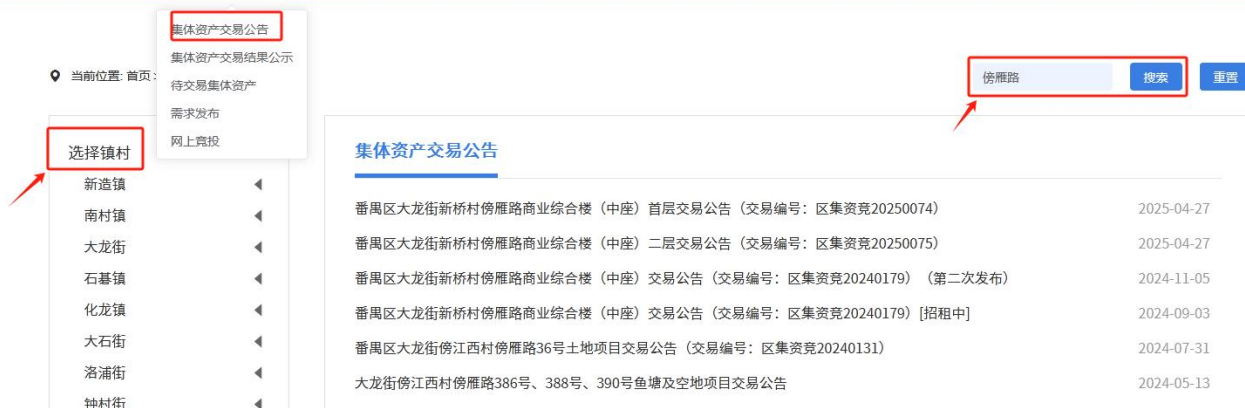 集体资产交易公告
集体资产交易结果公示
待交易集体资产
需求发布
网上竞投
当前位置: 首页 >
傍雁路
搜索
重置
选择镇村
新造镇
南村镇
大龙街
石碁镇
化龙镇
大石街
洛浦街
钟村街
集体资产交易公告
番禺区大龙街新桥村傍雁路商业综合楼（中座）首层交易公告（交易编号：区集资竞20250074） 2025-04-27
番禺区大龙街新桥村傍雁路商业综合楼（中座）二层交易公告（交易编号：区集资竞20250075） 2025-04-27
番禺区大龙街新桥村傍雁路商业综合楼（中座）交易公告（交易编号：区集资竞20240179）（第二次发布） 2024-11-05
番禺区大龙街新桥村傍雁路商业综合楼（中座）交易公告（交易编号：区集资竞20240179）[招租中] 2024-09-03
番禺区大龙街傍江西村傍雁路36号土地项目交易公告（交易编号：区集资竞20240131） 2024-07-31
大龙街傍江西村傍雁路386号、388号、390号鱼塘及空地项目交易公告 2024-05-13